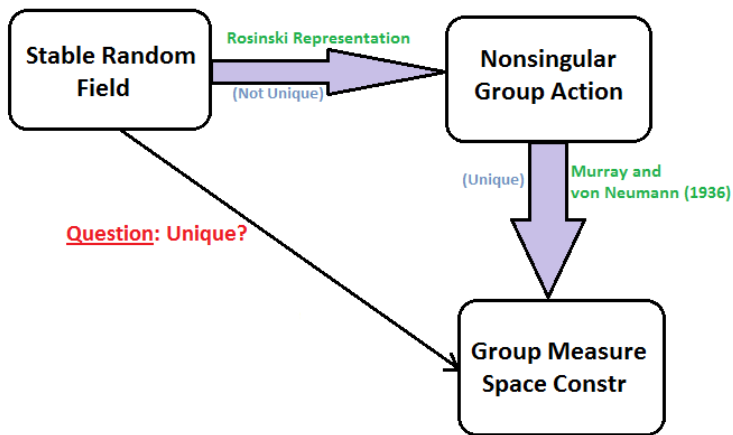 Stable Random
Field
Rosinski Representation
(Not Unique)
Nonsingular
Group Action
(Unique)
Murray and
von Neumann (1936)
Question: Unique?
Group Measure
Space Constr